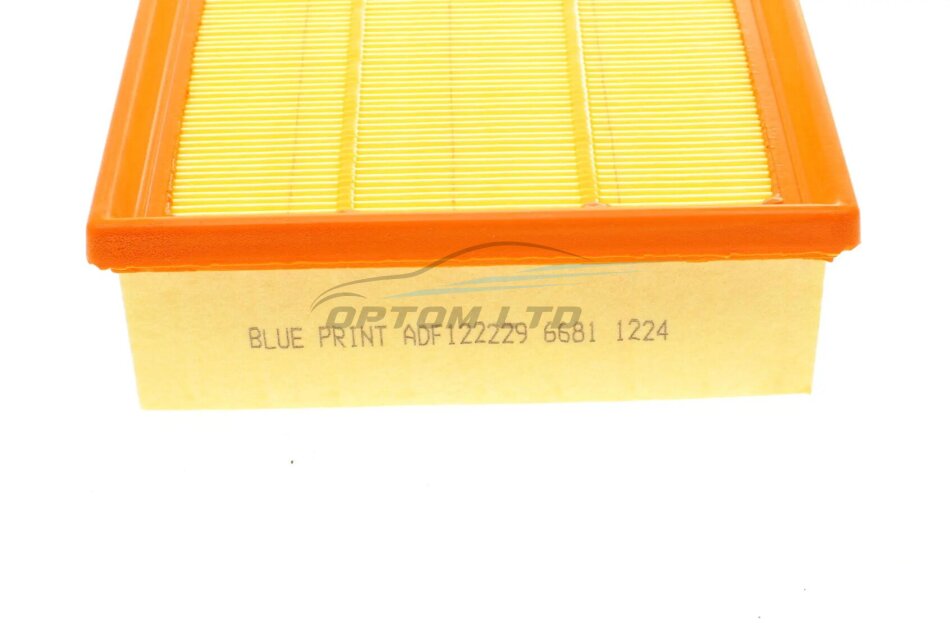 OPTOM LTD
BLUE PRINT ADF122229 6681 1224